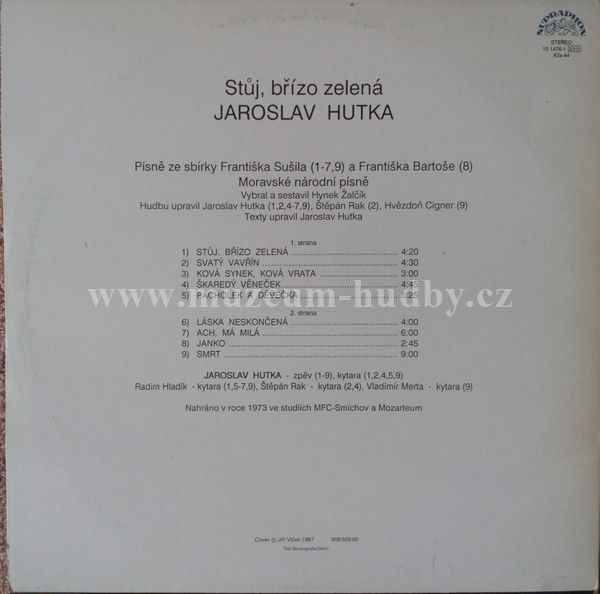 SUPRAPHON
STEREO
10 1476-1
Kčs 44
Stůj, břízo zelená
JAROSLAV HUTKA
Písně ze sbírky Františka Sušila (1-7,9) a Františka Bartoše (8)
Moravské národní písně
Vybral a sestavil Hynek Žalčík
Hudbu upravil Jaroslav Hutka (1,2,4-7,9), Štěpán Rak (2), Hvězdoň Cigner (9)
Texty upravil Jaroslav Hutka
1. strana
1) STŮJ, BŘÍZO ZELENÁ 4:20
2) SVATÝ VAVŘÍN 4:30
3) KOVÁ SYNEK, KOVÁ VRATA 3:00
4) ŠKAREDÝ VĚNEČEK 4:45
5) PACHOLEK A DĚVEČKA 5:25
www.muzeum-hudby.cz
2. strana
6) LÁSKA NESKONČENÁ 4:00
7) ACH, MÁ MILÁ 6:00
8) JANKO 2:45
9) SMRT 9:00
JAROSLAV HUTKA - zpěv (1-9), kytara (1,2,4,5,9)
Radim Hladík - kytara (1,5-7,9), Štěpán Rak - kytara (2,4), Vladimír Merta - kytara (9)
Nahráno v roce 1973 ve studiích MFC-Smíchov a Mozarteum
Cover © Jiří Vlček 1987 906 509 00
Tisk Severografia Děčín